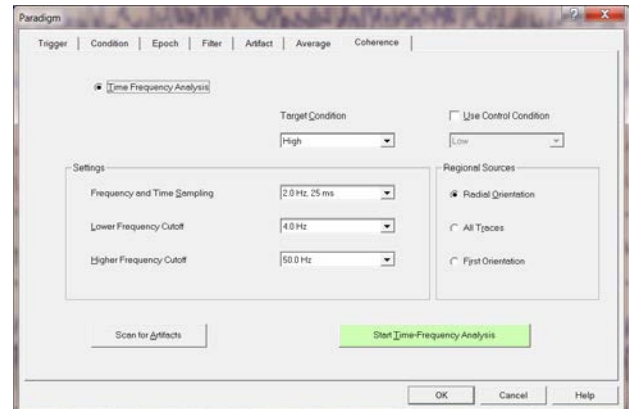 Paradigm
Trigger Condition Epoch Filter Artifact Average Coherence
Time Frequency Analysis
Target Condition Use Control Condition
High Low
Settings Regional Sources
Frequency and Time Sampling 2.0 Hz, 25 ms Radial Orientation
Lower Frequency Cutoff 4.0 Hz All Traces
Higher Frequency Cutoff 50.0 Hz First Orientation
Scan for Artifacts Start Time-Frequency Analysis
OK Cancel Help